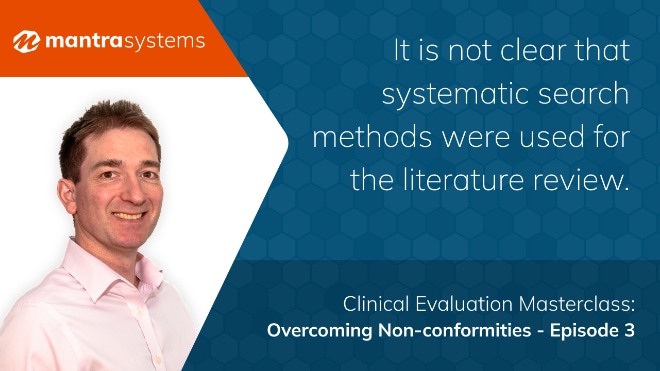 mantrasystems
It is not clear that
systematic search
methods were used for
the literature review.
Clinical Evaluation Masterclass:
Overcoming Non-conformities - Episode 3